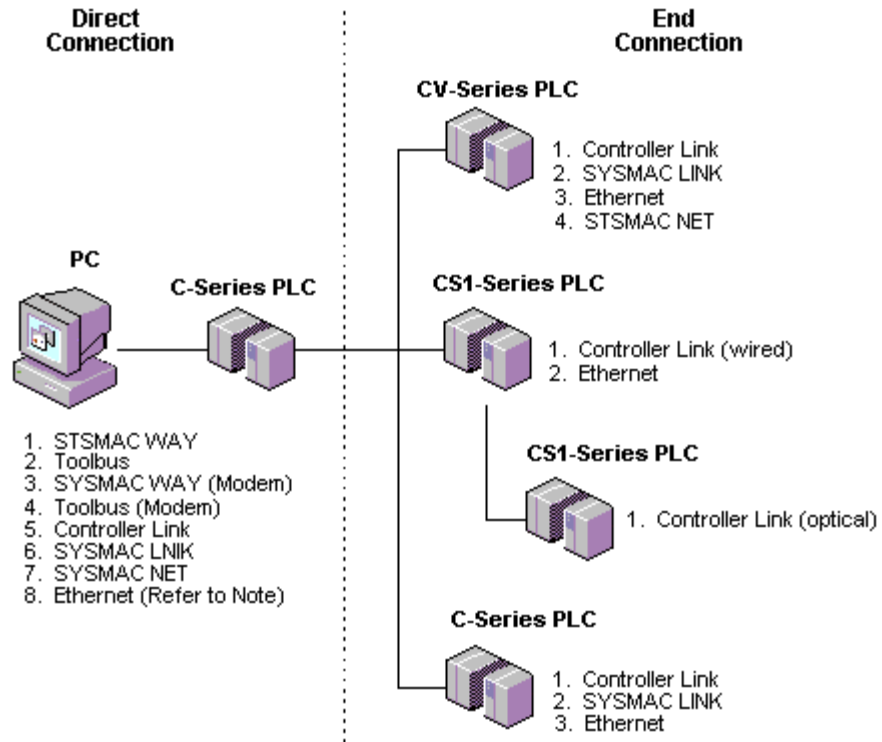 Direct
Connection
End
Connection
PC
C-Series PLC
1. STSMAC WAY
2. Toolbus
3. SYSMAC WAY (Modem)
4. Toolbus (Modem)
5. Controller Link
6. SYSMAC LNIK
7. SYSMAC NET
8. Ethernet (Refer to Note)
CV-Series PLC
1. Controller Link
2. SYSMAC LINK
3. Ethernet
4. STSMAC NET
CS1-Series PLC
1. Controller Link (wired)
2. Ethernet
CS1-Series PLC
1. Controller Link (optical)
C-Series PLC
1. Controller Link
2. SYSMAC LINK
3. Ethernet